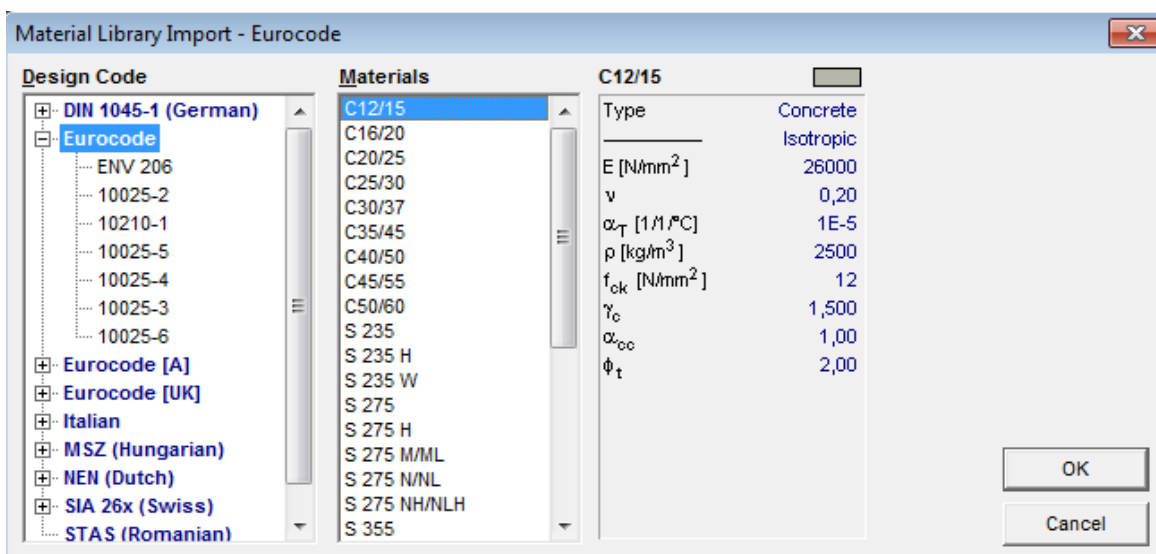 Material Library Import - Eurocode
Design Code
DIN 1045-1 (German)
Eurocode
ENV 206
10025-2
10210-1
10025-5
10025-4
10025-3
10025-6
Eurocode [A]
Eurocode [UK]
Italian
MSZ (Hungarian)
NEN (Dutch)
SIA 26x (Swiss)
STAS (Romanian)
Materials
C12/15
C16/20
C20/25
C25/30
C30/37
C35/45
C40/50
C45/55
C50/60
S 235
S 235 H
S 235 W
S 275
S 275 H
S 275 M/ML
S 275 N/NL
S 275 NH/NLH
S 355
C12/15
Type Concrete
Isotropic
E [N/mm²] 26000
ν 0,20
α_T [1/1/°C] 1E-5
ρ [kg/m³] 2500
f_ck [N/mm²] 12
γ_c 1,500
α_cc 1,00
ϕ_t 2,00
OK
Cancel